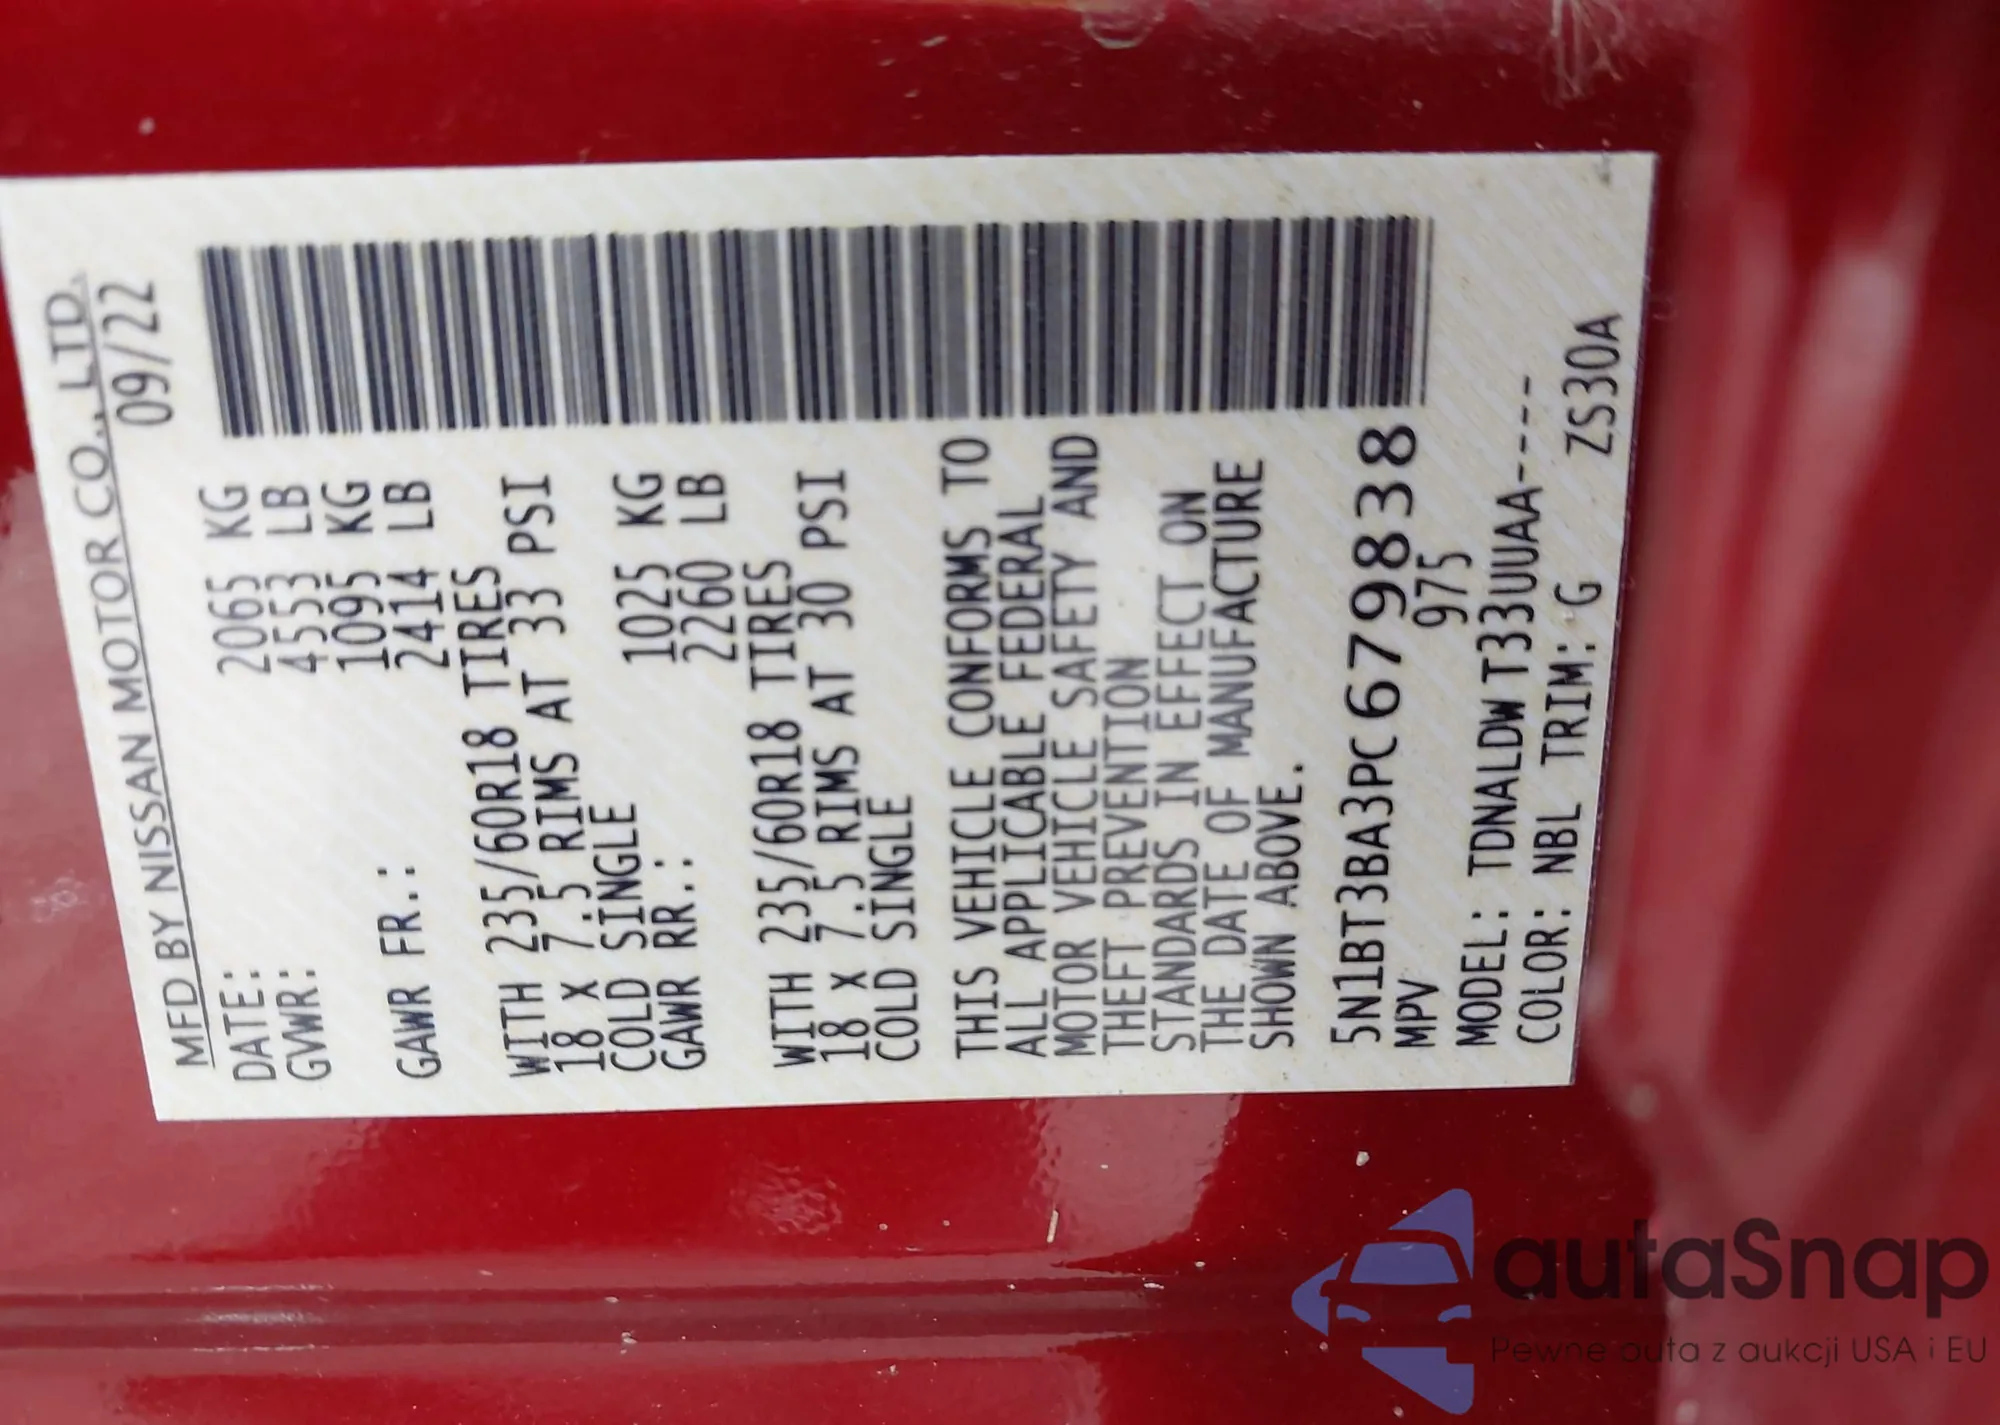 MFD BY NISSAN MOTOR CO., LTD.
DATE: 09/22
GVWR: 2065 KG
4553 LB
GAWR FR.: 1095 KG
2414 LB
WITH 235/60R18 TIRES
18 X 7.5 RIMS AT 33 PSI
COLD SINGLE
GAWR RR.: 1025 KG
2260 LB
WITH 235/60R18 TIRES
18 X 7.5 RIMS AT 30 PSI
COLD SINGLE
THIS VEHICLE CONFORMS TO
ALL APPLICABLE FEDERAL
MOTOR VEHICLE SAFETY AND
THEFT PREVENTION
STANDARDS IN EFFECT ON
THE DATE OF MANUFACTURE
SHOWN ABOVE.
5N1BT3BA3PC679838
MPV 975
MODEL: TDNALDW T33UUAA----
COLOR: NBL TRIM: G ZS30A
autaSnap
Pewne auta z aukcji USA i EU